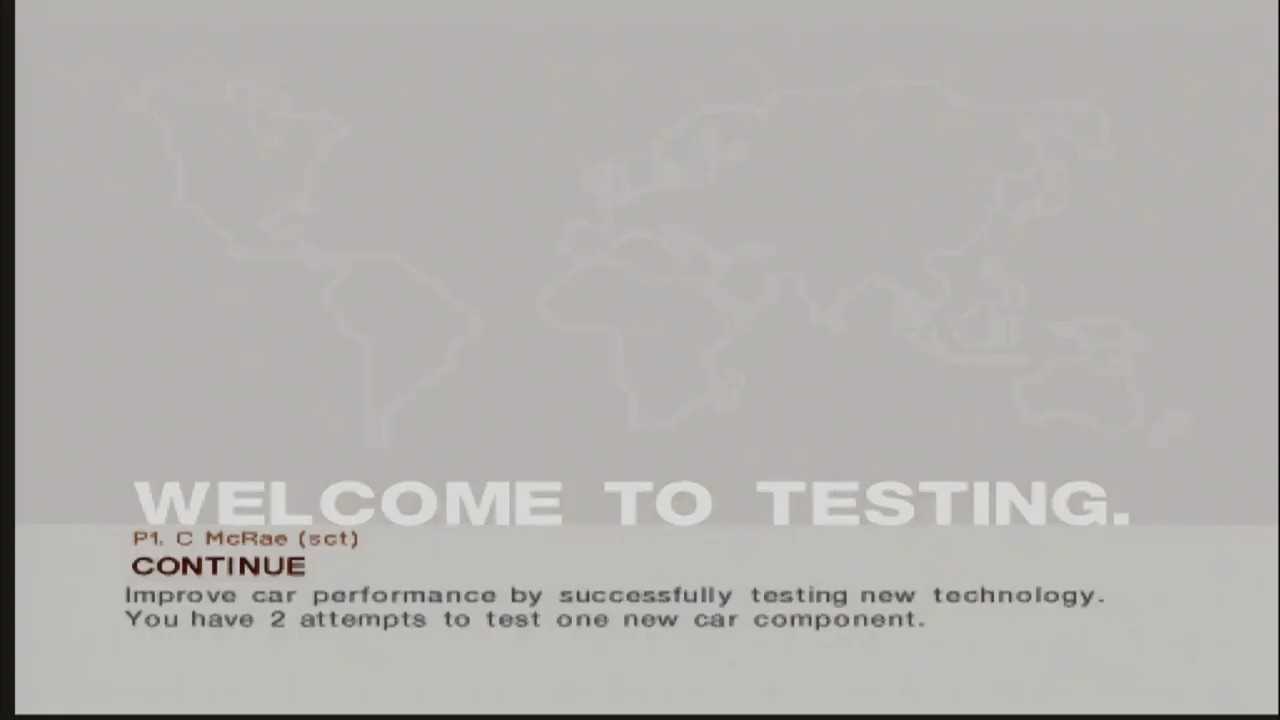 WELCOME TO TESTING.
P1. C McRae (sct)
CONTINUE
Improve car performance by successfully testing new technology.
You have 2 attempts to test one new car component.